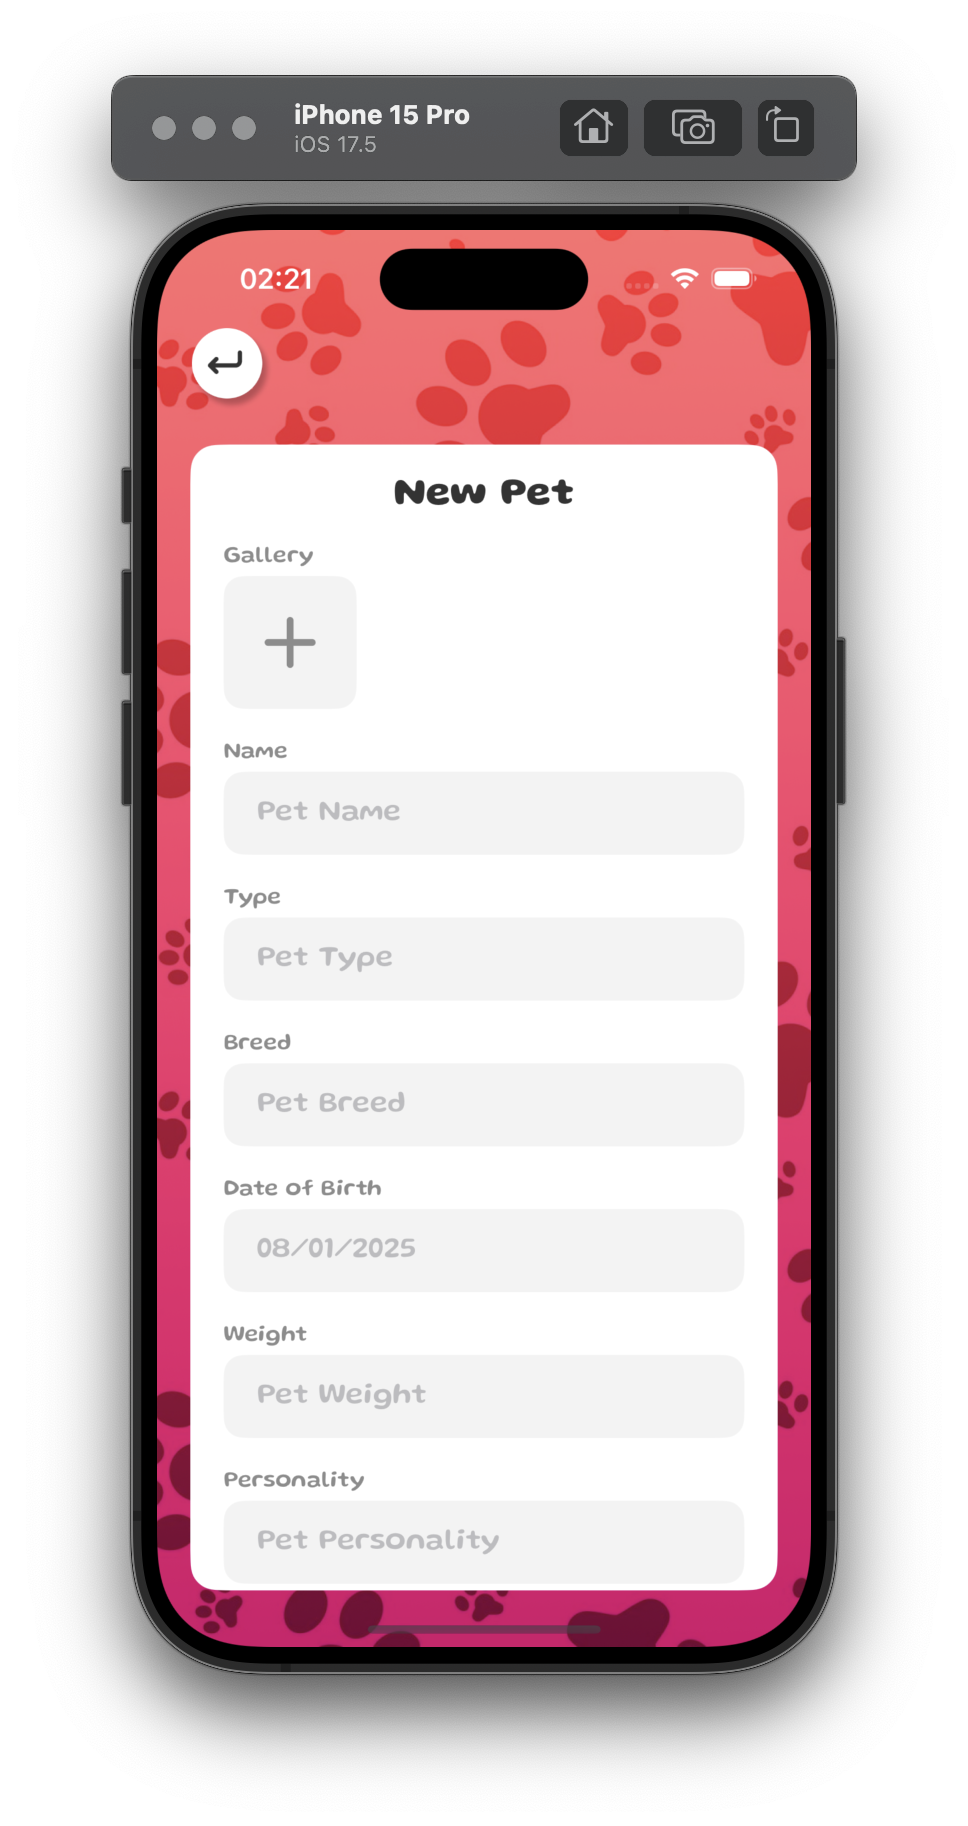 iPhone 15 Pro
iOS 17.5
02:21
New Pet
Gallery
Name
Pet Name
Type
Pet Type
Breed
Pet Breed
Date of Birth
08/01/2025
Weight
Pet Weight
Personality
Pet Personality